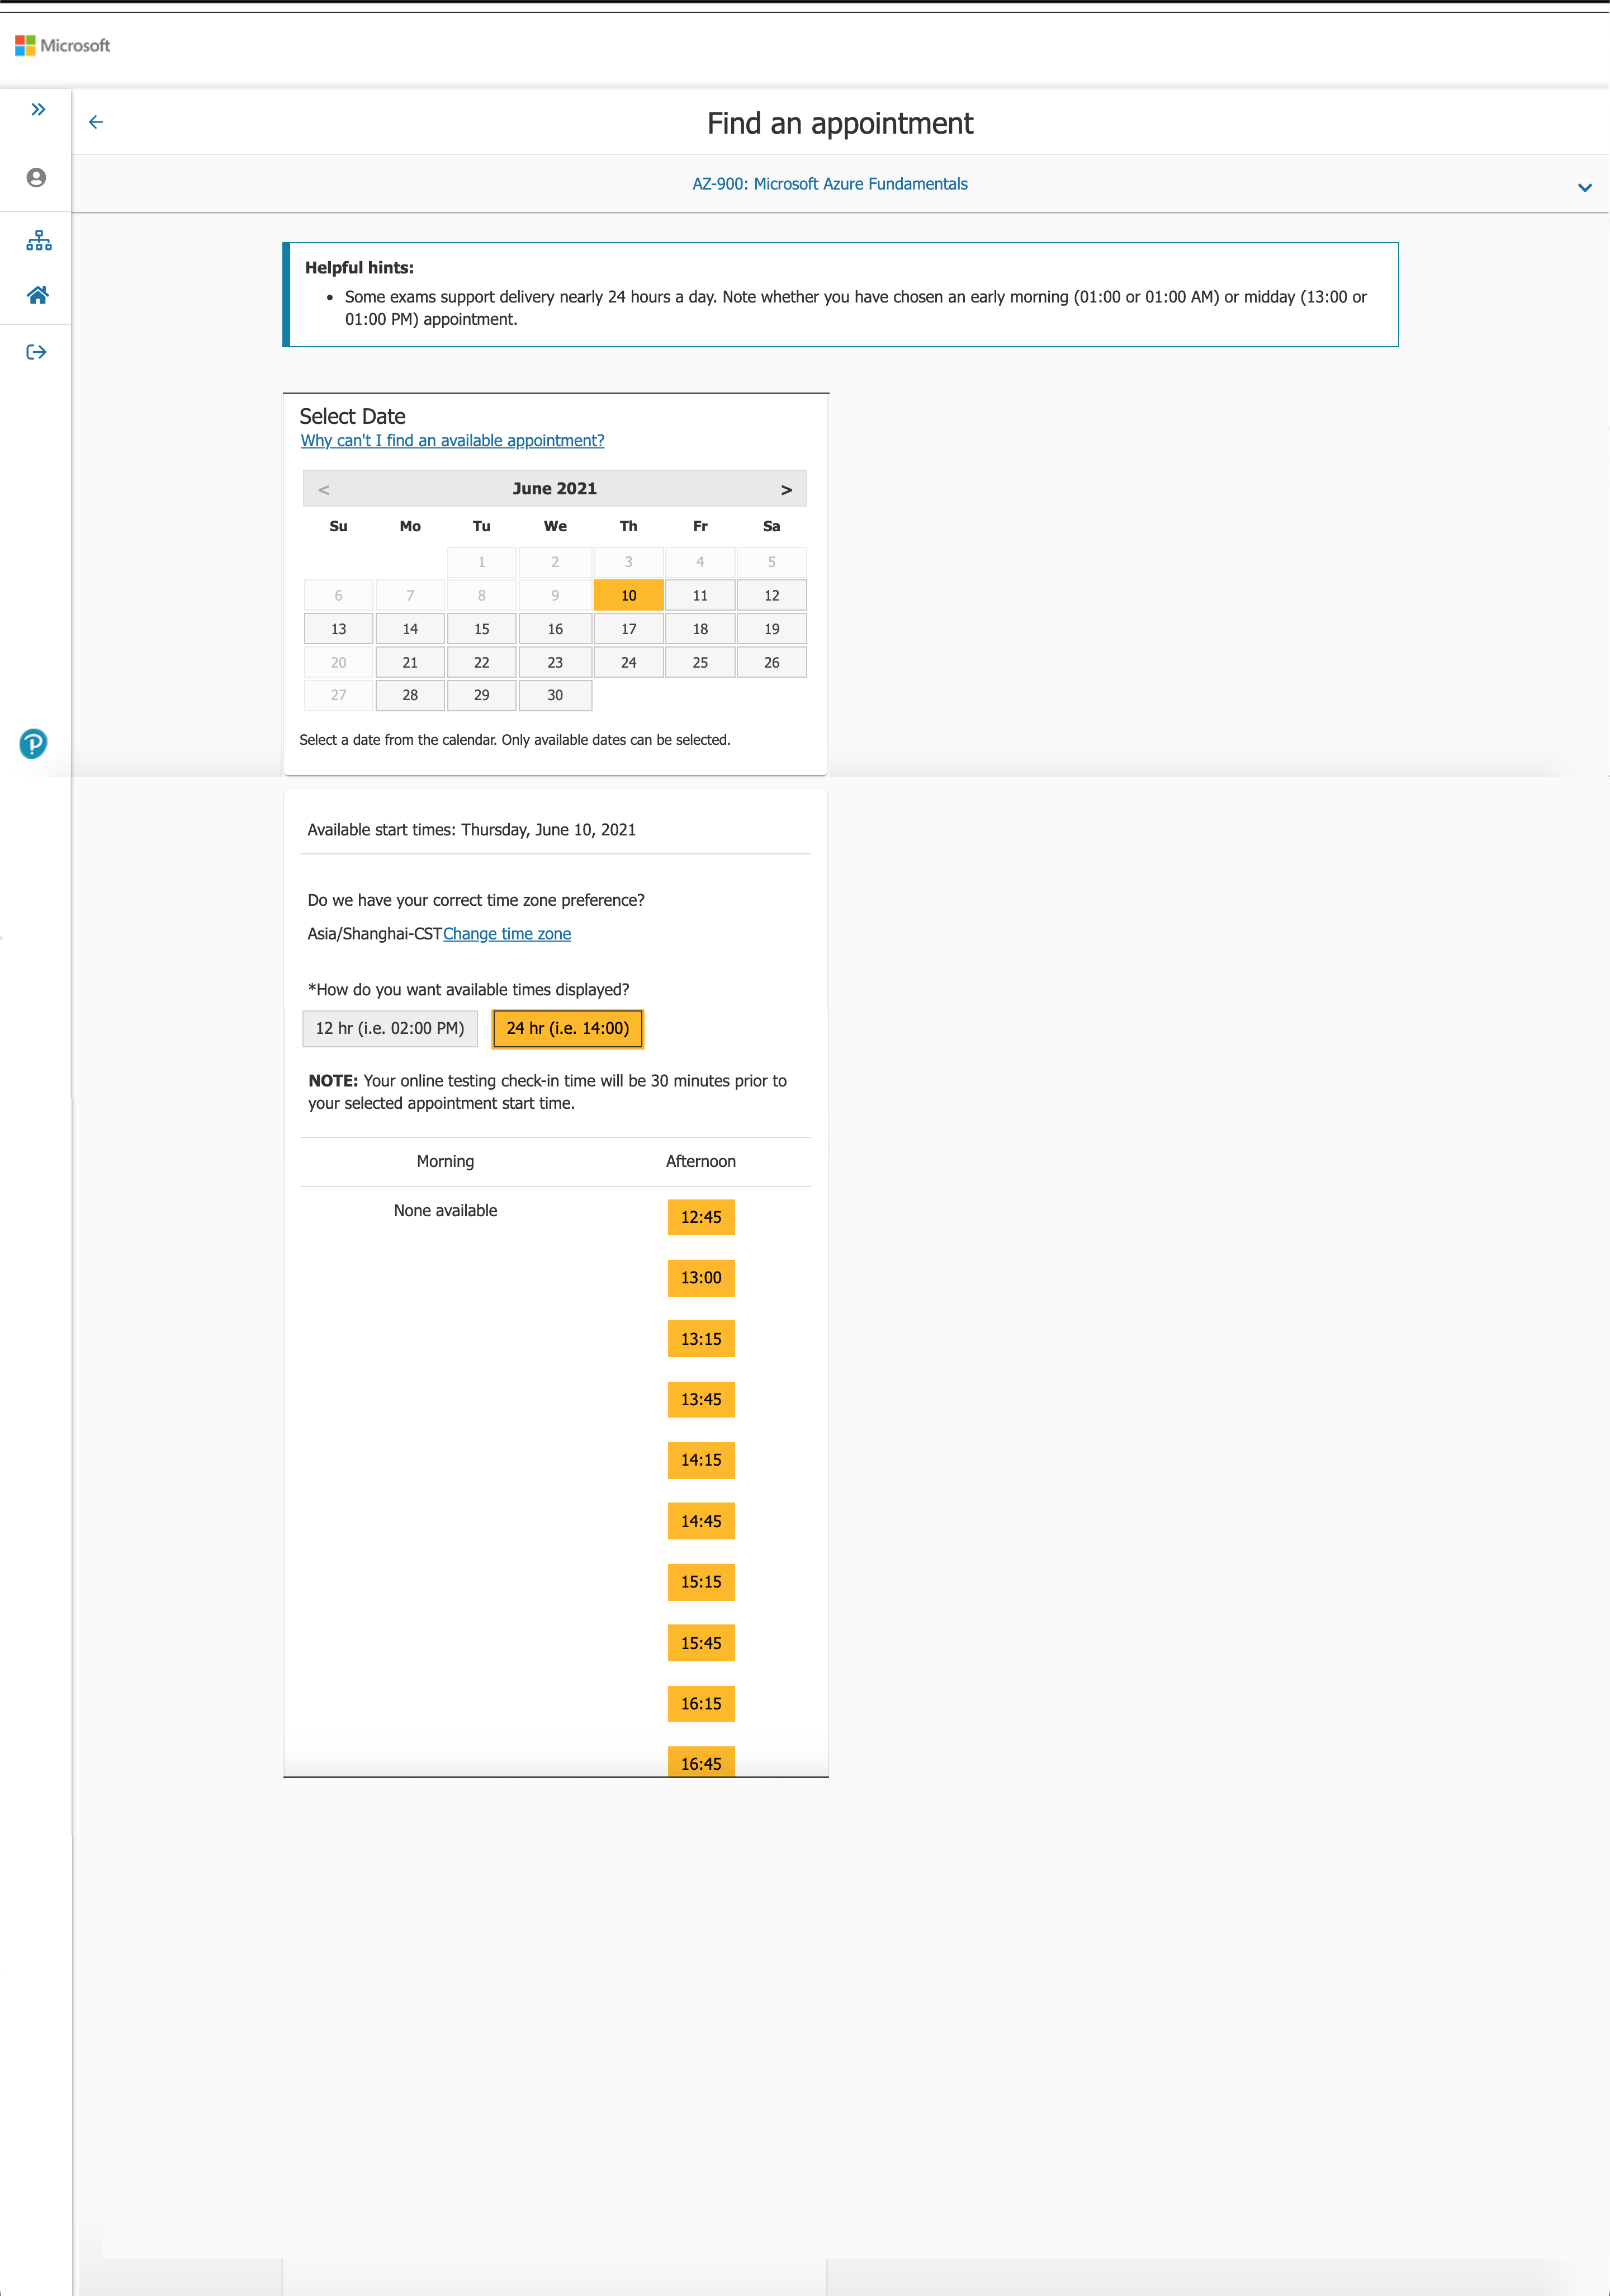 Microsoft
Find an appointment
AZ-900: Microsoft Azure Fundamentals
Helpful hints:
• Some exams support delivery nearly 24 hours a day. Note whether you have chosen an early morning (01:00 or 01:00 AM) or midday (13:00 or
01:00 PM) appointment.
Select Date
Why can't I find an available appointment?
< June 2021 >
Su Mo Tu We Th Fr Sa
1 2 3 4 5
6 7 8 9 10 11 12
13 14 15 16 17 18 19
20 21 22 23 24 25 26
27 28 29 30
Select a date from the calendar. Only available dates can be selected.
Available start times: Thursday, June 10, 2021
Do we have your correct time zone preference?
Asia/Shanghai-CSTChange time zone
*How do you want available times displayed?
12 hr (i.e. 02:00 PM) 24 hr (i.e. 14:00)
NOTE: Your online testing check-in time will be 30 minutes prior to
your selected appointment start time.
Morning Afternoon
None available 12:45
13:00
13:15
13:45
14:15
14:45
15:15
15:45
16:15
16:45